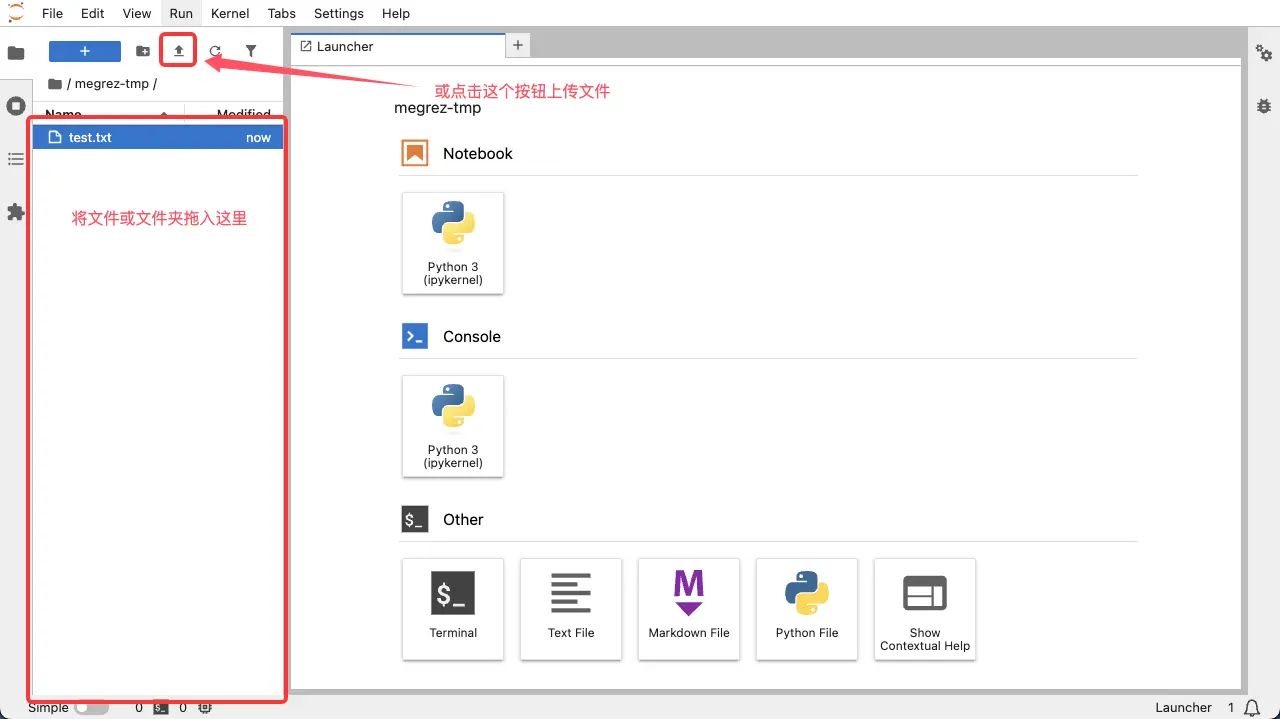 File Edit View Run Kernel Tabs Settings Help
+
/ megrez-tmp /
Name Modified
test.txt now
将文件或文件夹拖入这里
Launcher +
或点击这个按钮上传文件
megrez-tmp
Notebook
Python 3
(ipykernel)
Console
Python 3
(ipykernel)
$_ Other
$_
Terminal
Text File
M
Markdown File
Python File
Show
Contextual Help
Simple 0 $_ 0
Launcher 1